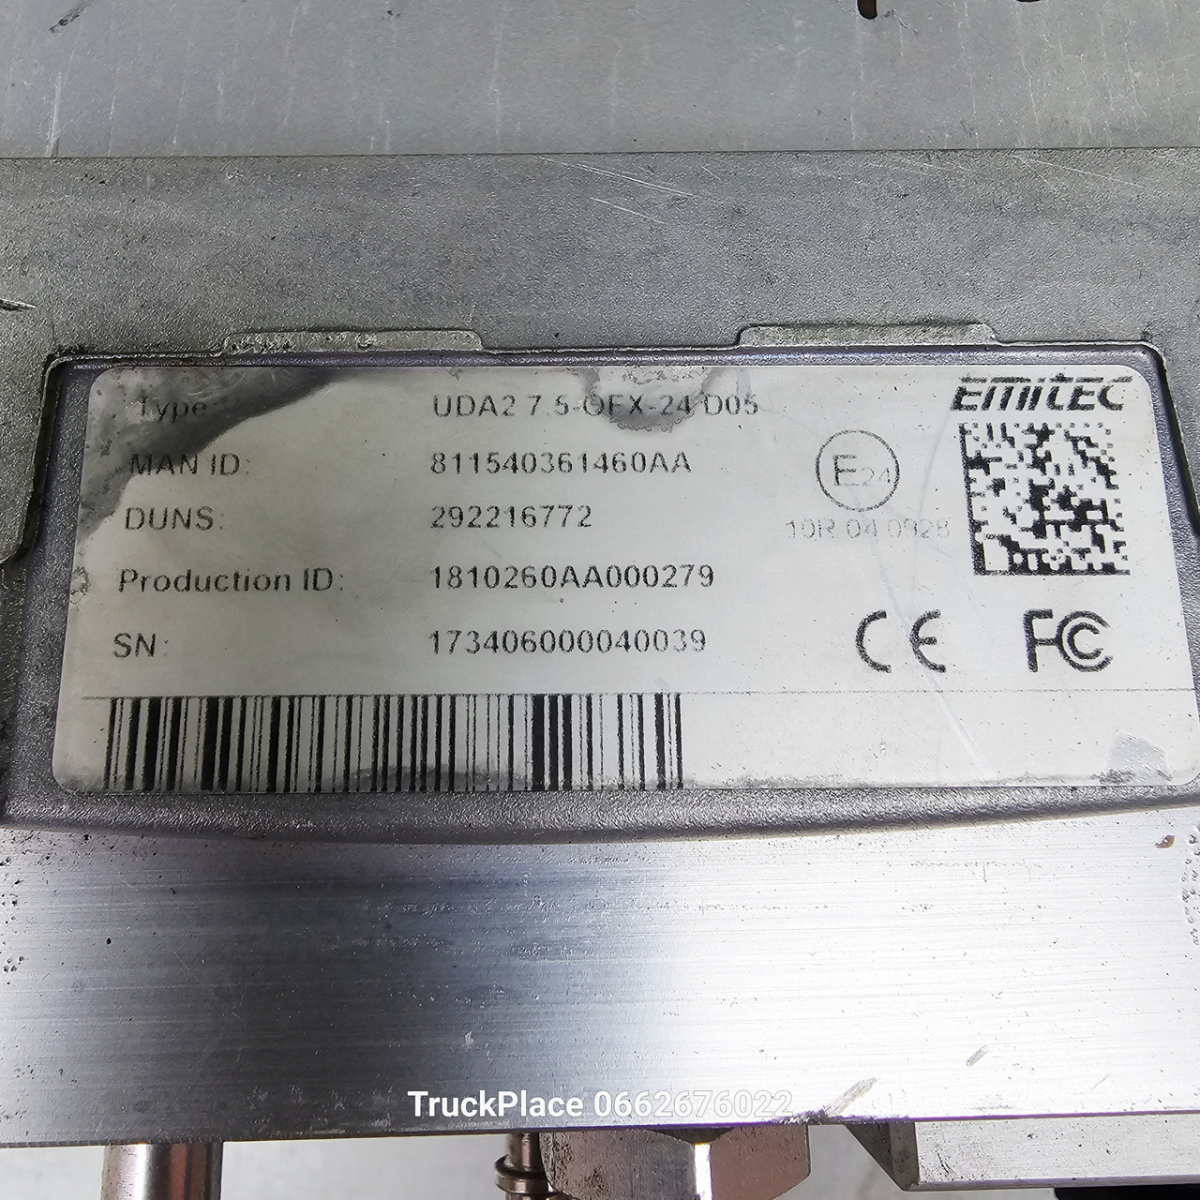 Type UDA2 7.5-OFX-24 D05
EMITEC
MAN ID: 811540361460AA
E24
DUNS: 292216772
10R 04 0928
Production ID: 1810260AA000279
SN: 173406000040039
CE FC
TruckPlace 0662676022